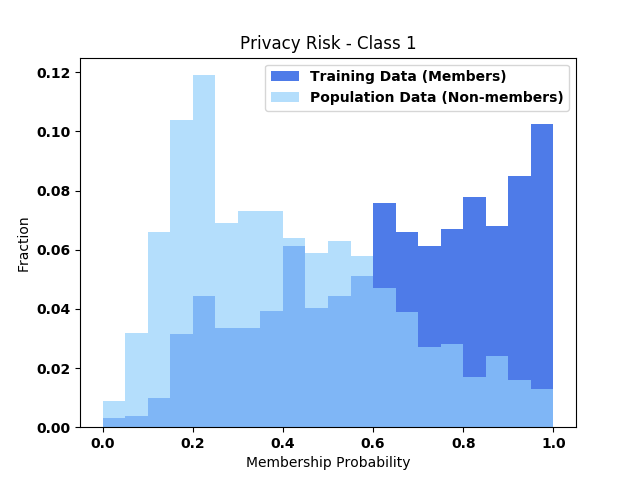 Privacy Risk - Class 1
Training Data (Members)
Population Data (Non-members)
0.12
0.10
0.08
0.06
0.04
0.02
0.00
Fraction
0.0 0.2 0.4 0.6 0.8 1.0
Membership Probability